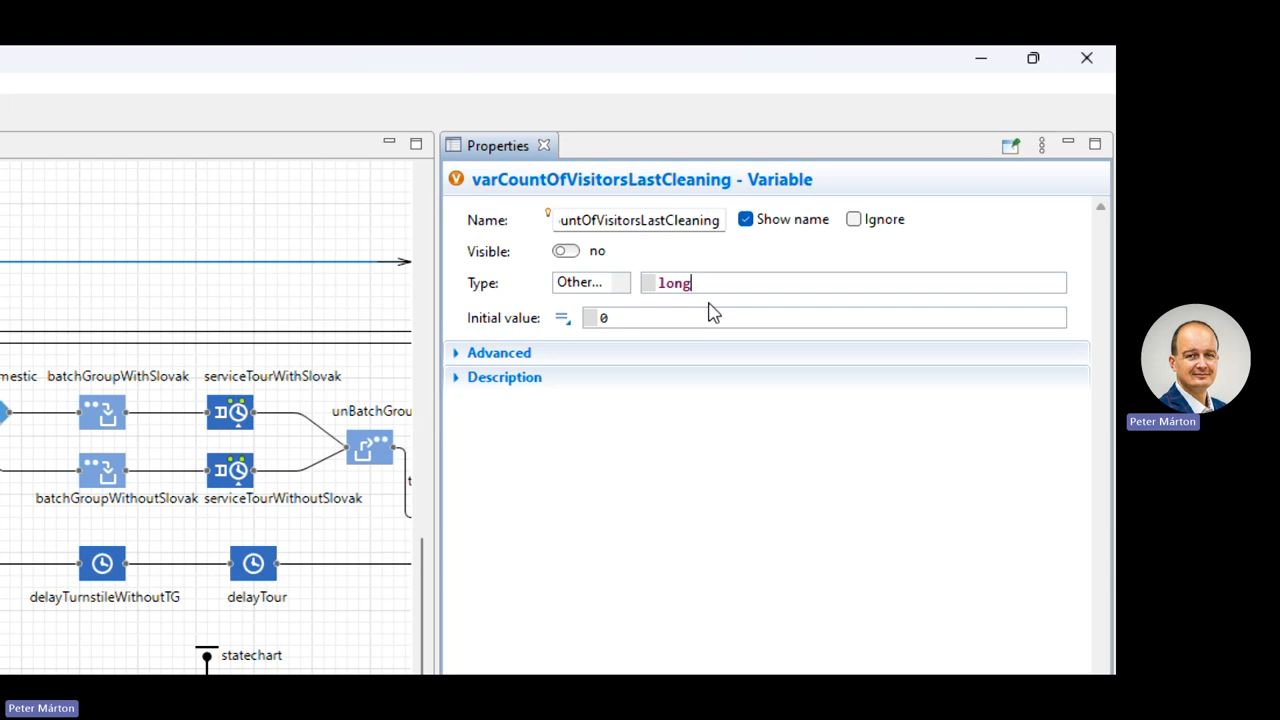 Properties
varCountOfVisitorsLastCleaning - Variable
Name:
untOfVisitorsLastCleaning
Show name
Ignore
Visible:
no
Type:
Other...
long
Initial value:
0
Advanced
Description
mestic
batchGroupWithSlovak
serviceTourWithSlovak
unBatchGrou
batchGroupWithoutSlovak
serviceTourWithoutSlovak
t
delayTurnstileWithoutTG
delayTour
statechart
Peter Márton
Peter Márton